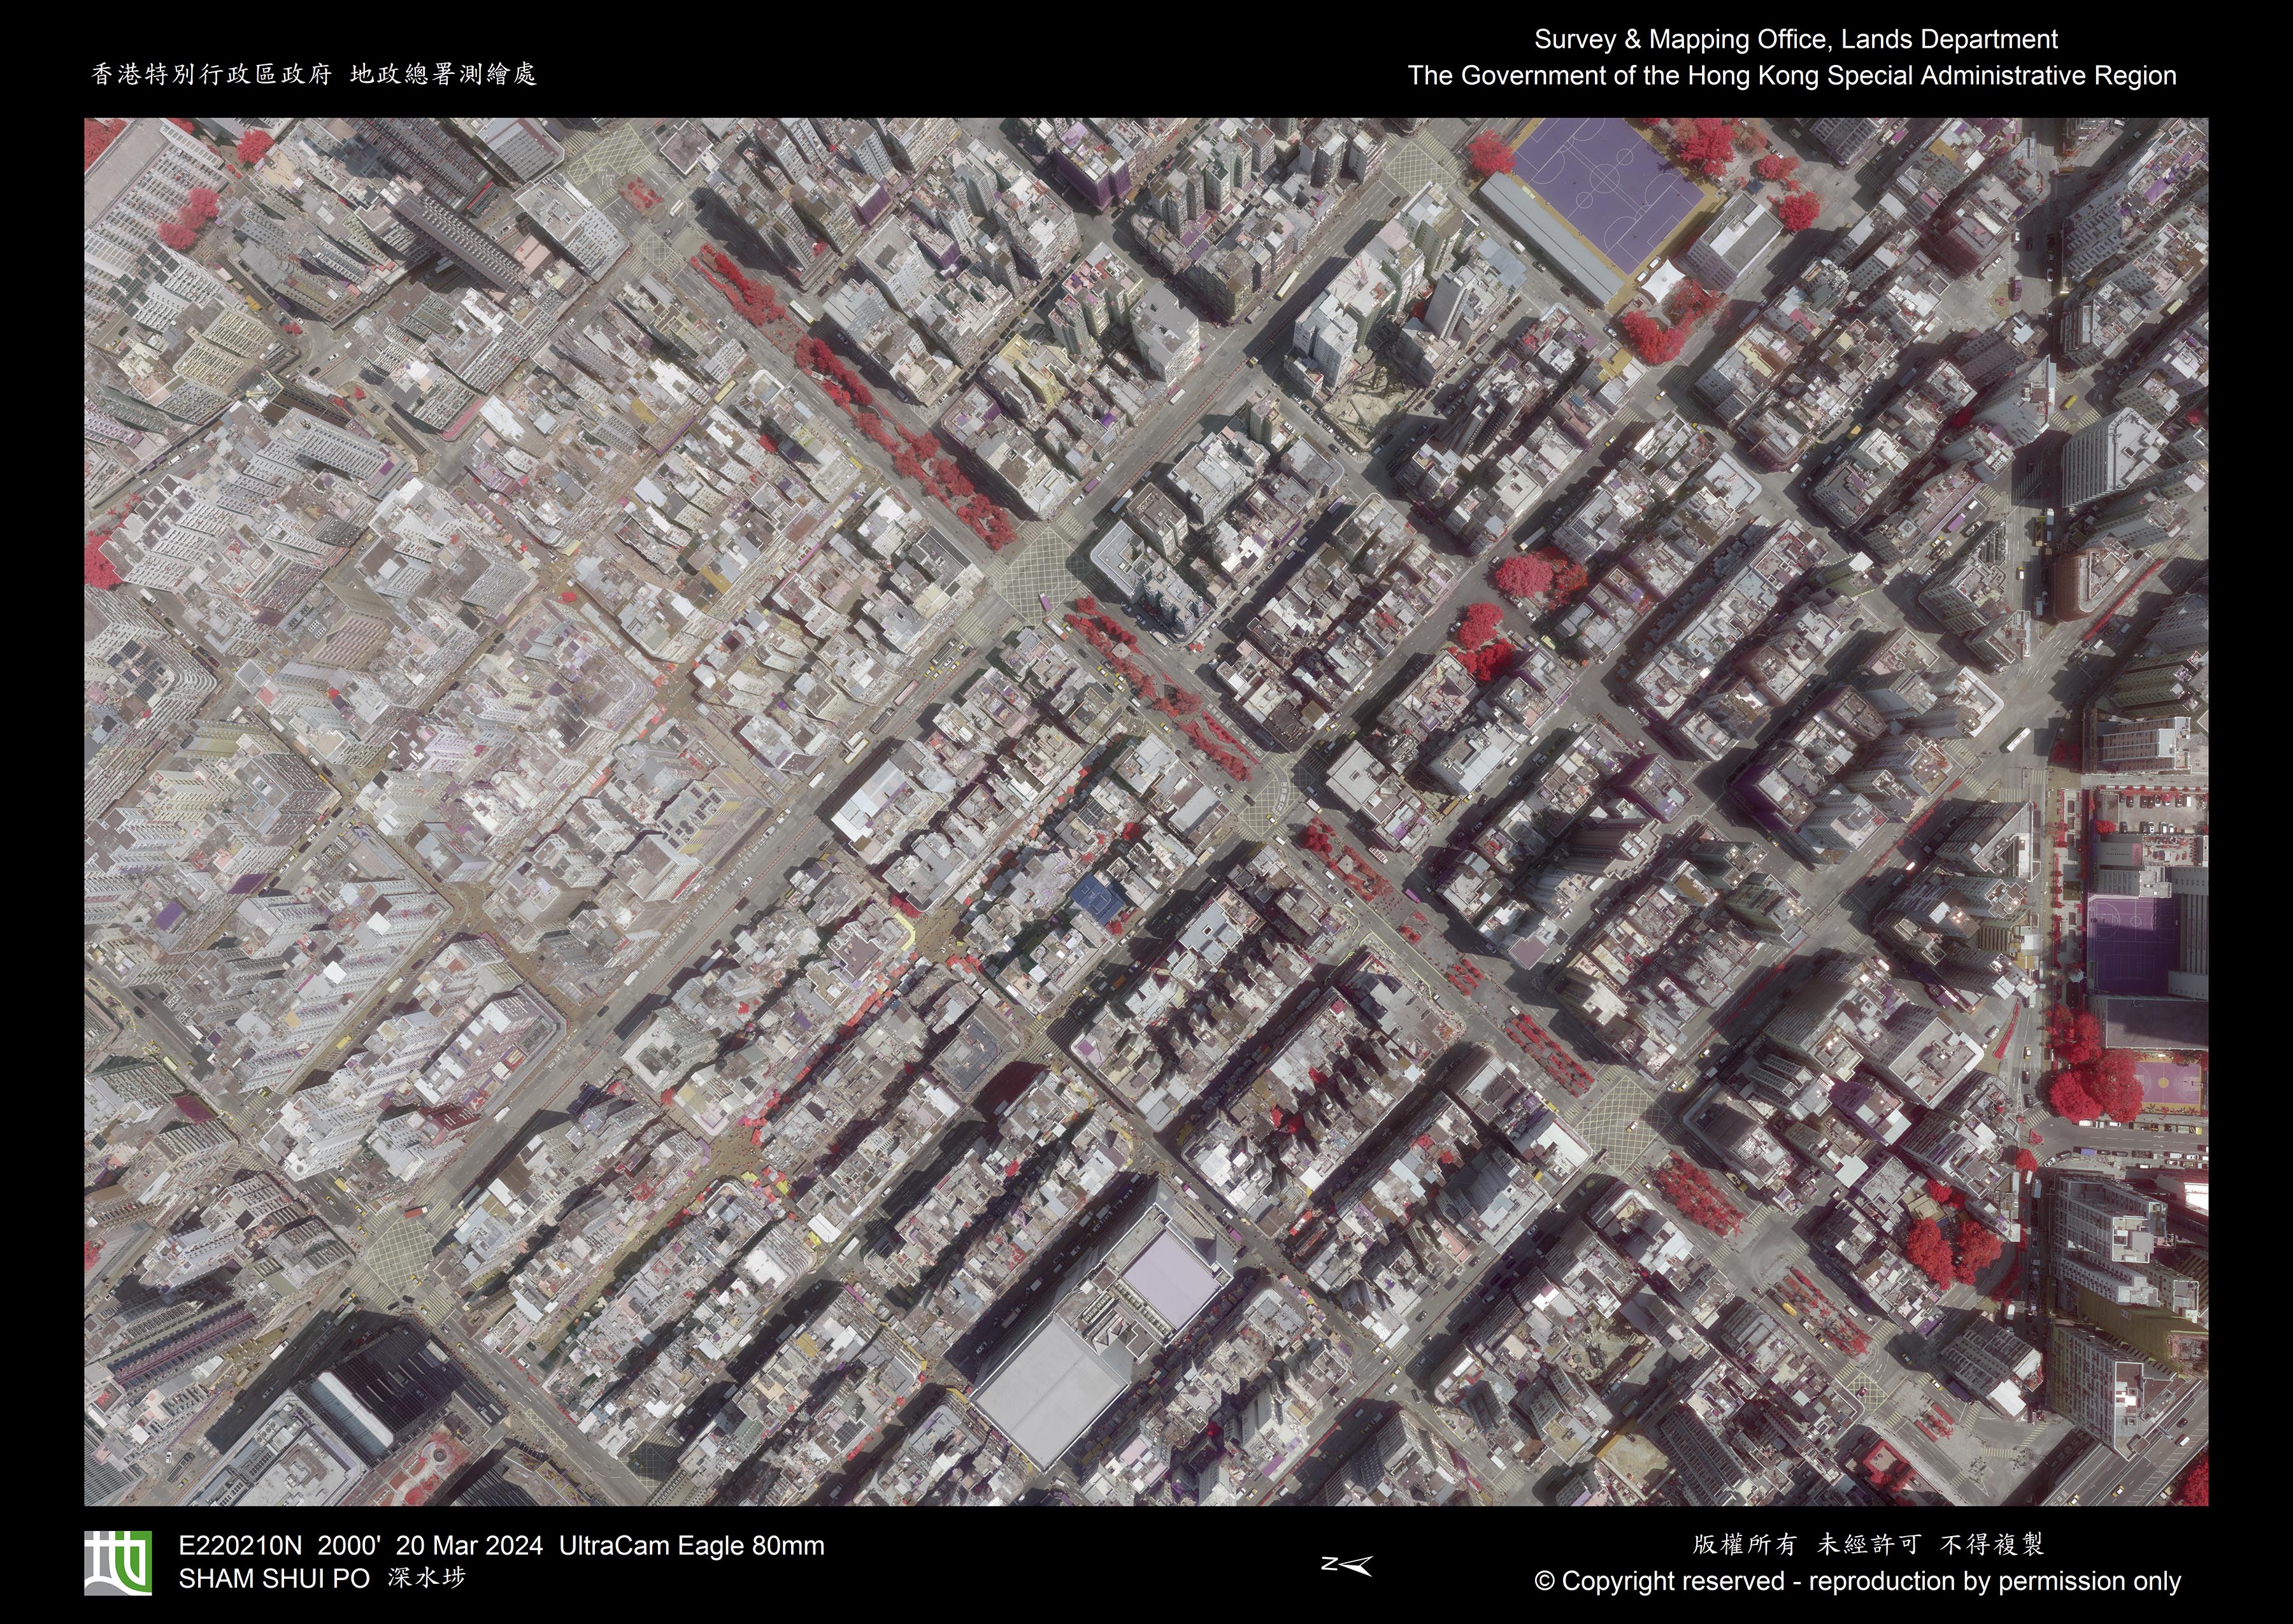 香港特別行政區政府 地政總署測繪處
Survey & Mapping Office, Lands Department
The Government of the Hong Kong Special Administrative Region
E220210N 2000' 20 Mar 2024 UltraCam Eagle 80mm
SHAM SHUI PO 深水埗
N
版權所有 未經許可 不得複製
© Copyright reserved - reproduction by permission only